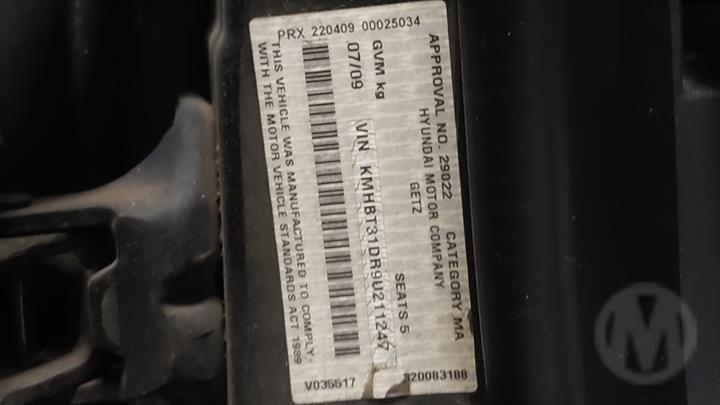 APPROVAL NO. 29022 CATEGORY MA
HYUNDAI MOTOR COMPANY
GETZ
SEATS 5
GVM kg
07/09 VIN KMHBT31DR9U211247
THIS VEHICLE WAS MANUFACTURED TO COMPLY
WITH THE MOTOR VEHICLE STANDARDS ACT 1989
PRX 220409 00025034
V035517
820083188
M